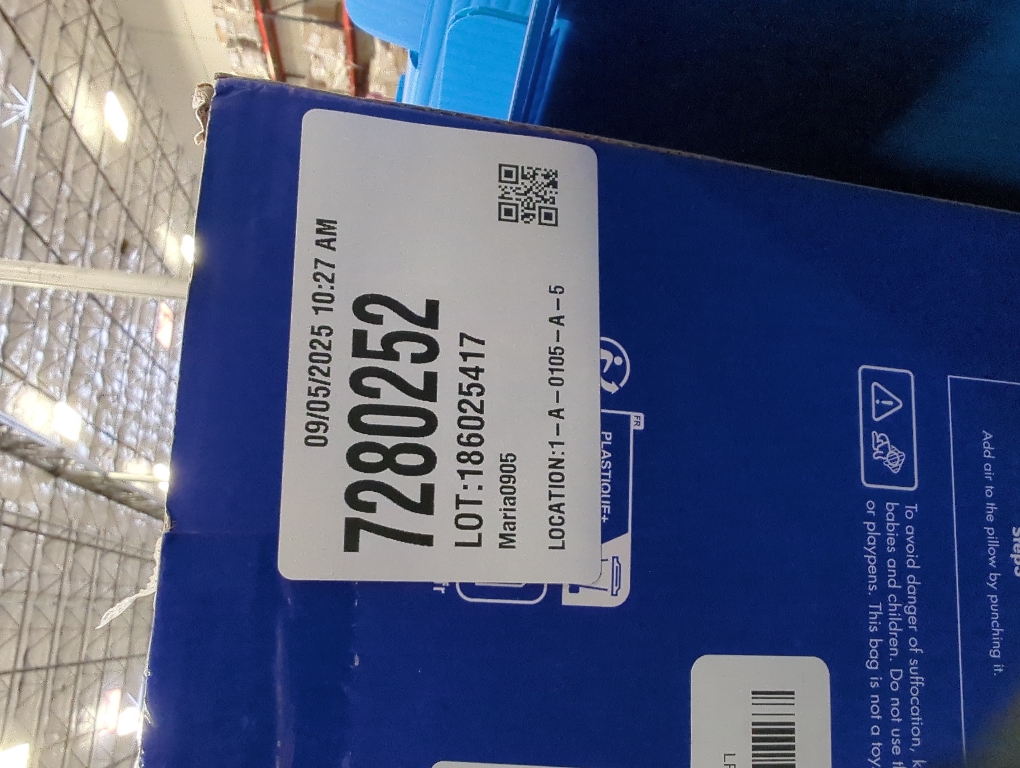 09/05/2025 10:27 AM
7280252
LOT:186025417
Maria0905
LOCATION:1-A-0105-A-5
FR
PLASTIQUE+
To avoid danger of suffocation,
babies and children. Do not use
or playpens. This bag is not a toy
Step3
Add air to the pillow by punching it.